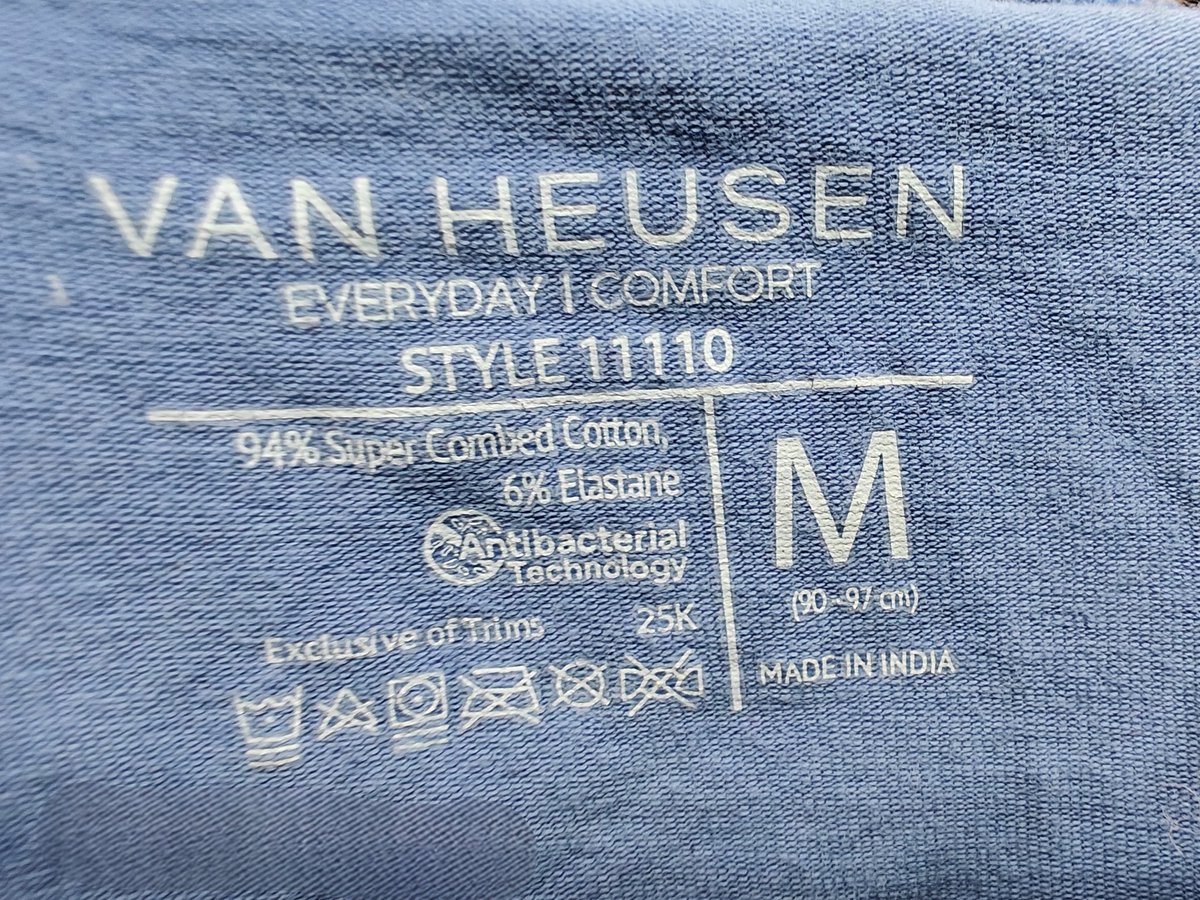 VAN HEUSEN
EVERYDAY | COMFORT
STYLE 11110
94% Super Combed Cotton,
6% Elastane
Antibacterial
Technology
Exclusive of Trims 25K
M
(90-97 cm)
MADE IN INDIA